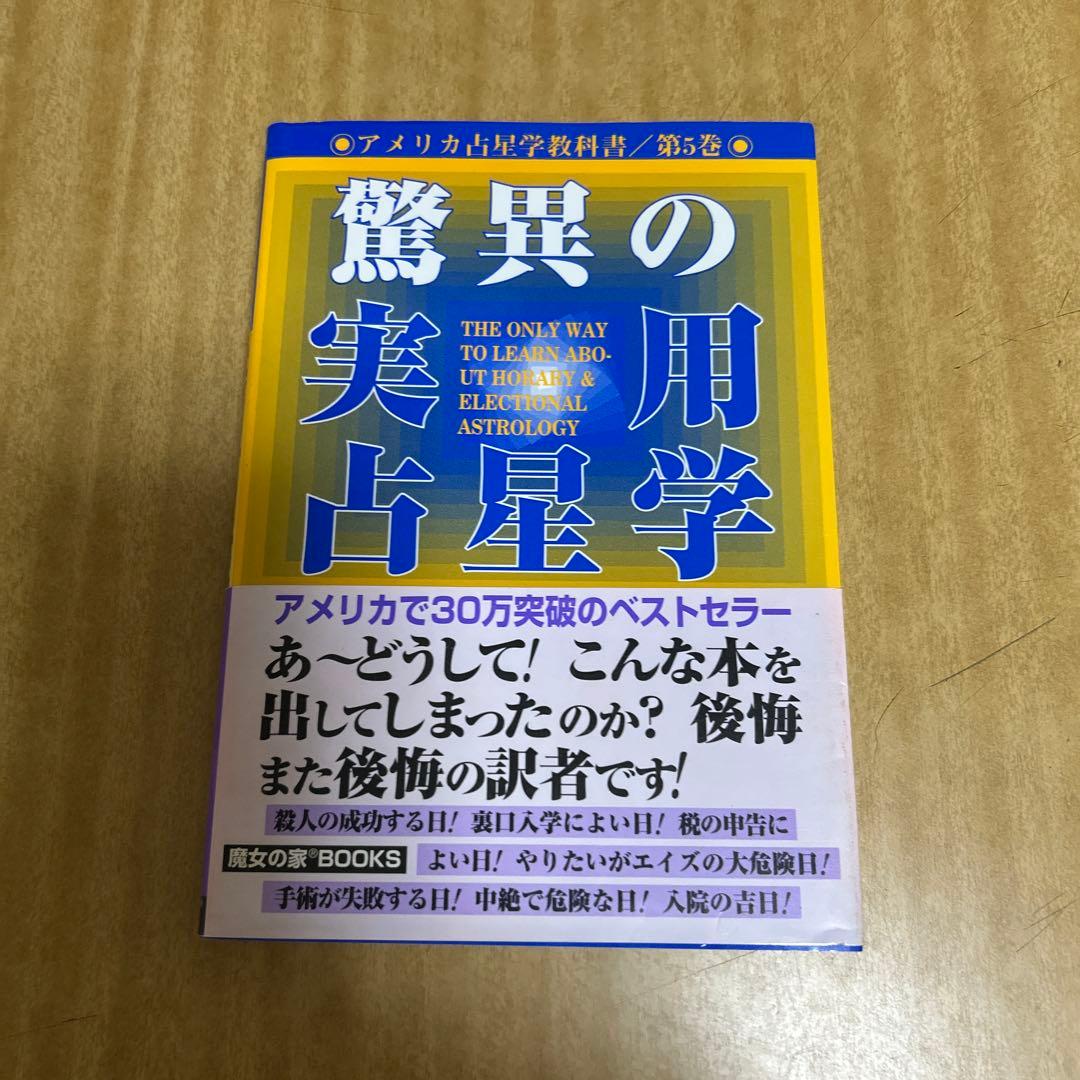 ◉アメリカ占星学教科書／第5巻◉
驚異の
実用
占星学
THE ONLY WAY
TO LEARN ABO-
UT HORARY &
ELECTIONAL
ASTROLOGY
アメリカで30万突破のベストセラー
あ〜どうして! こんな本を
出してしまったのか? 後悔
また後悔の訳者です!
殺人の成功する日! 裏口入学によい日! 税の申告に
魔女の家®BOOKS よい日! やりたいがエイズの大危険日!
手術が失敗する日! 中絶で危険な日! 入院の吉日!